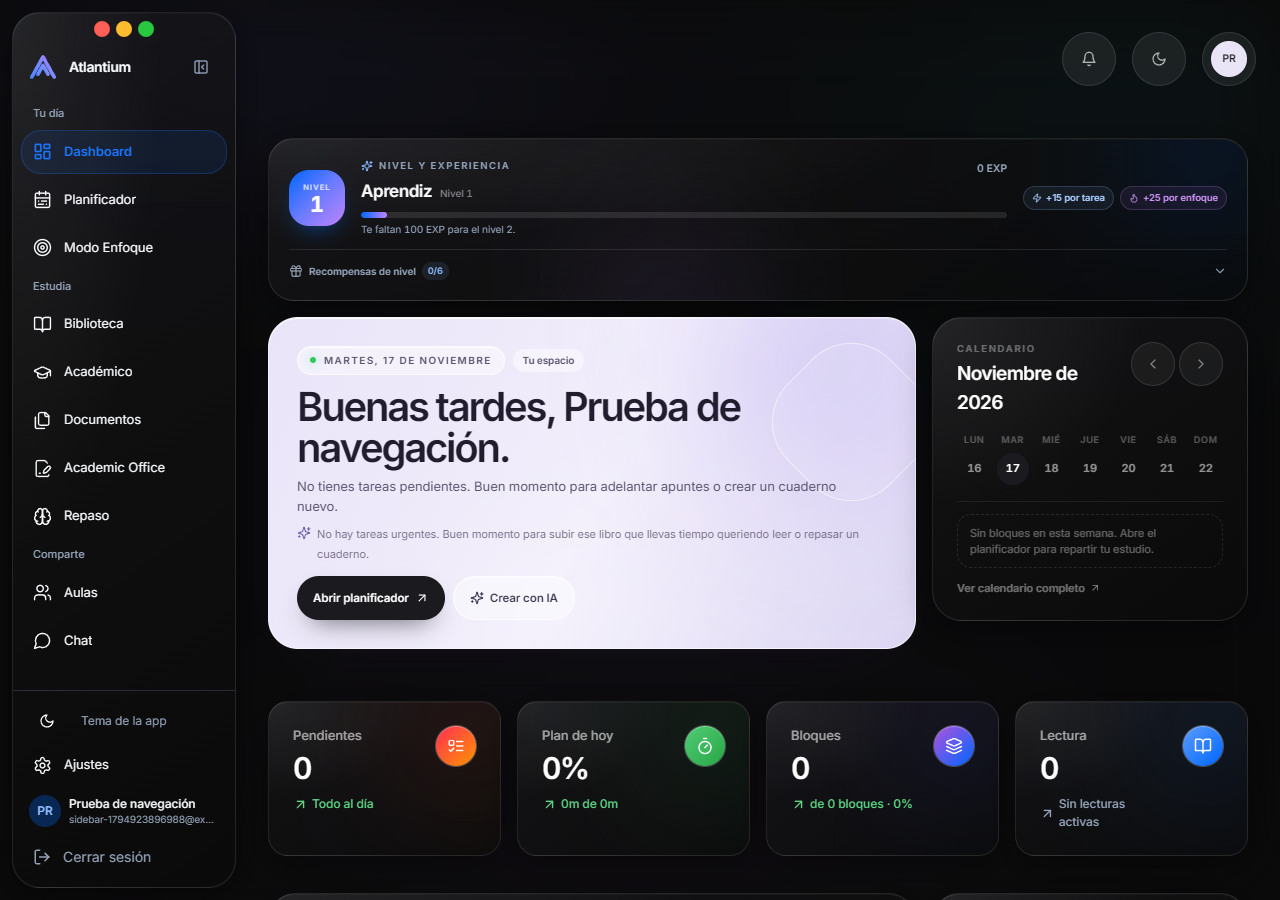 Atlantium
Tu día
Dashboard
Planificador
Modo Enfoque
Estudia
Biblioteca
Académico
Documentos
Academic Office
Repaso
Comparte
Aulas
Chat
Tema de la app
Ajustes
PR
Prueba de navegación
sidebar-1794923896988@ex...
Cerrar sesión
PR
NIVEL
1
NIVEL Y EXPERIENCIA
0 EXP
Aprendiz Nivel 1
+15 por tarea
+25 por enfoque
Te faltan 100 EXP para el nivel 2.
Recompensas de nivel 0/6
MARTES, 17 DE NOVIEMBRE
Tu espacio
Buenas tardes, Prueba de
navegación.
No tienes tareas pendientes. Buen momento para adelantar apuntes o crear un cuaderno
nuevo.
No hay tareas urgentes. Buen momento para subir ese libro que llevas tiempo queriendo leer o repasar un
cuaderno.
Abrir planificador
Crear con IA
CALENDARIO
Noviembre de
2026
LUN MAR MIÉ JUE VIE SÁB DOM
16 17 18 19 20 21 22
Sin bloques en esta semana. Abre el
planificador para repartir tu estudio.
Ver calendario completo
Pendientes
0
Todo al día
Plan de hoy
0%
0m de 0m
Bloques
0
de 0 bloques · 0%
Lectura
0
Sin lecturas
activas